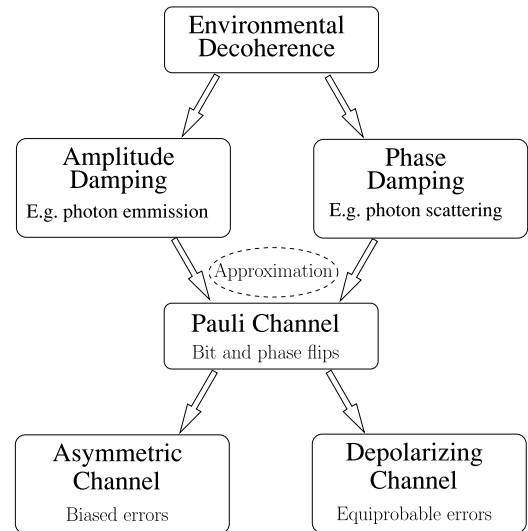 Environmental
Decoherence
Amplitude
Damping
E.g. photon emmission
Phase
Damping
E.g. photon scattering
Approximation
Pauli Channel
Bit and phase flips
Asymmetric
Channel
Biased errors
Depolarizing
Channel
Equiprobable errors